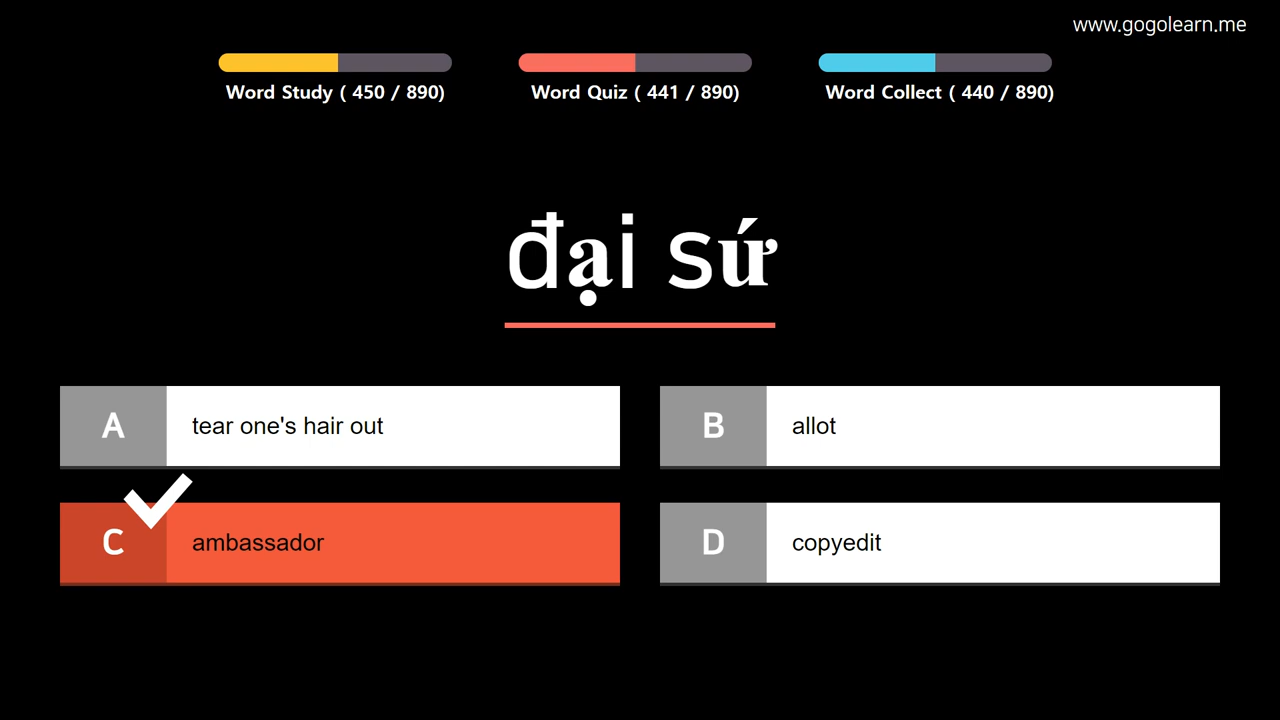 www.gogolearn.me
Word Study ( 450 / 890)
Word Quiz ( 441 / 890)
Word Collect ( 440 / 890)
đại sứ
A tear one's hair out
B allot
C ambassador
D copyedit